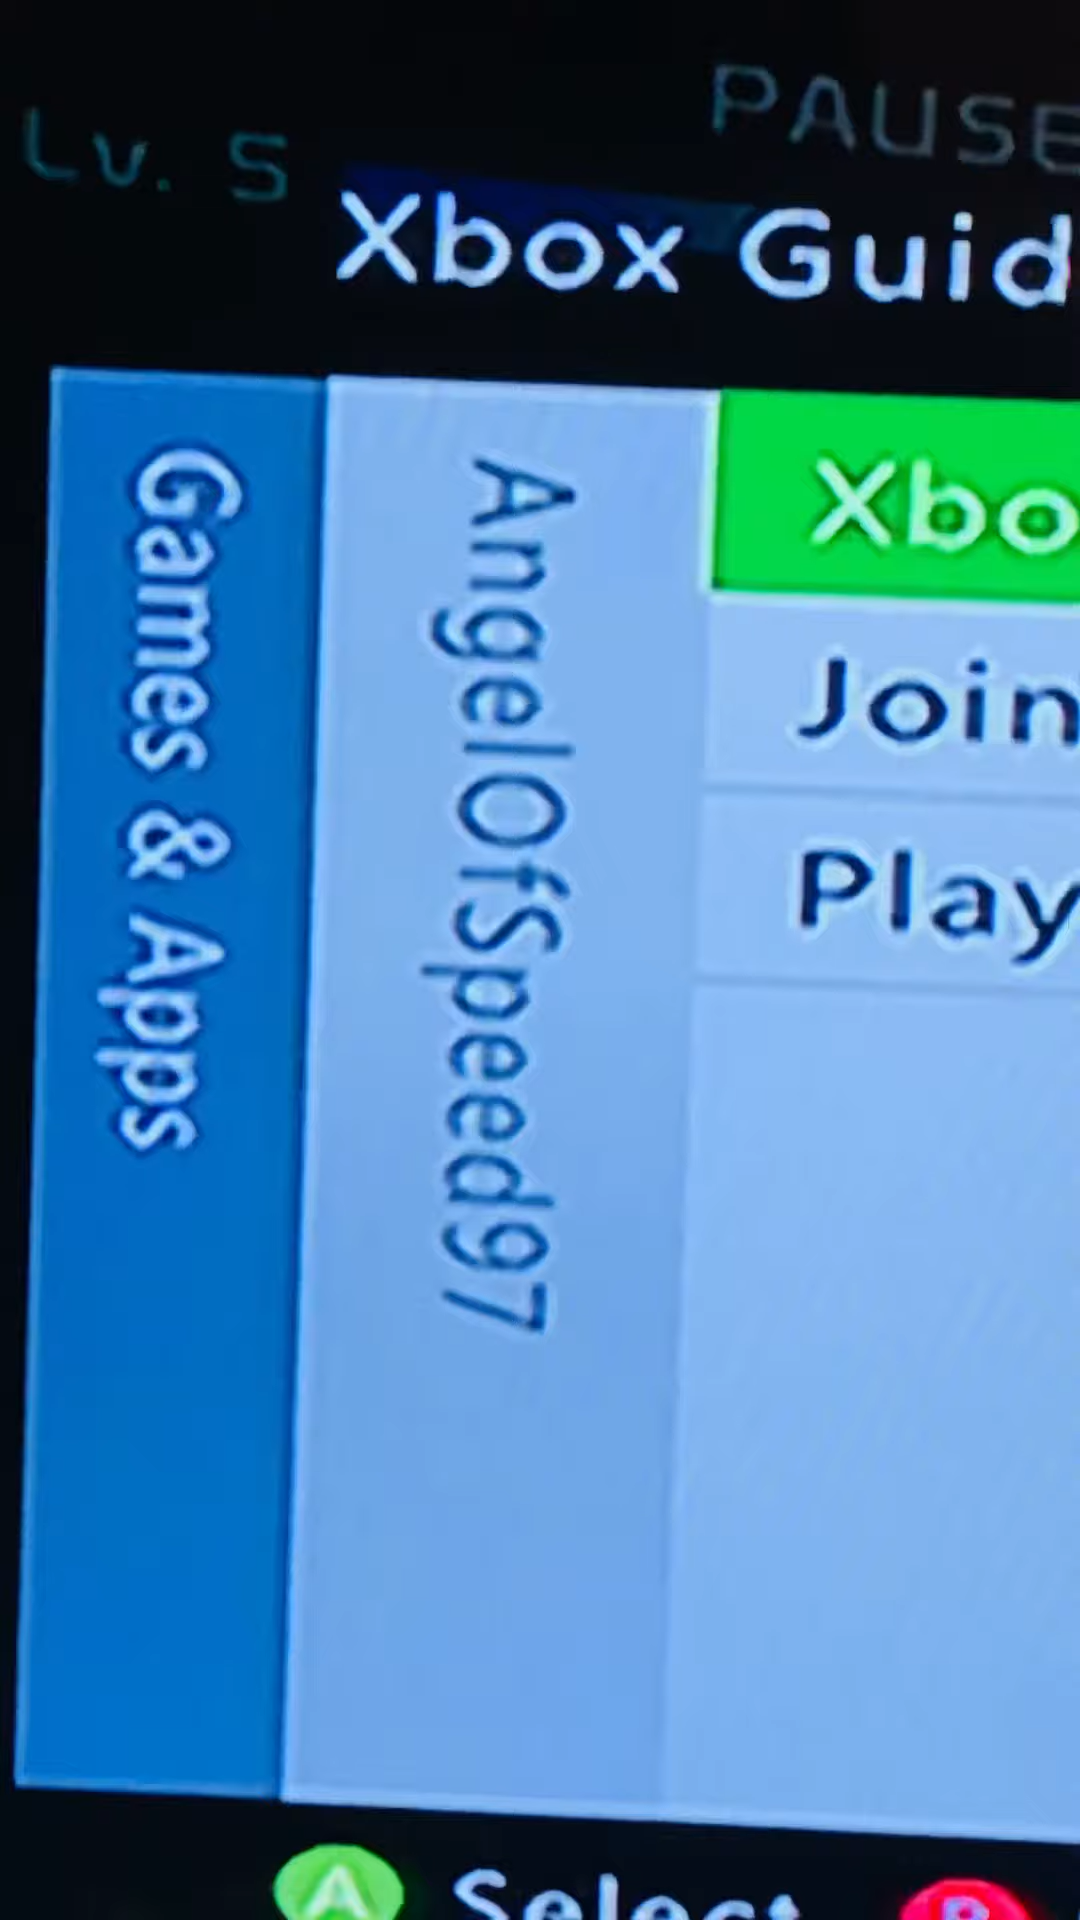 PAUSE
Lv. 5
Xbox Guid
Games & Apps
AngelOfSpeed97
Xbo
Join
Play
A Select B